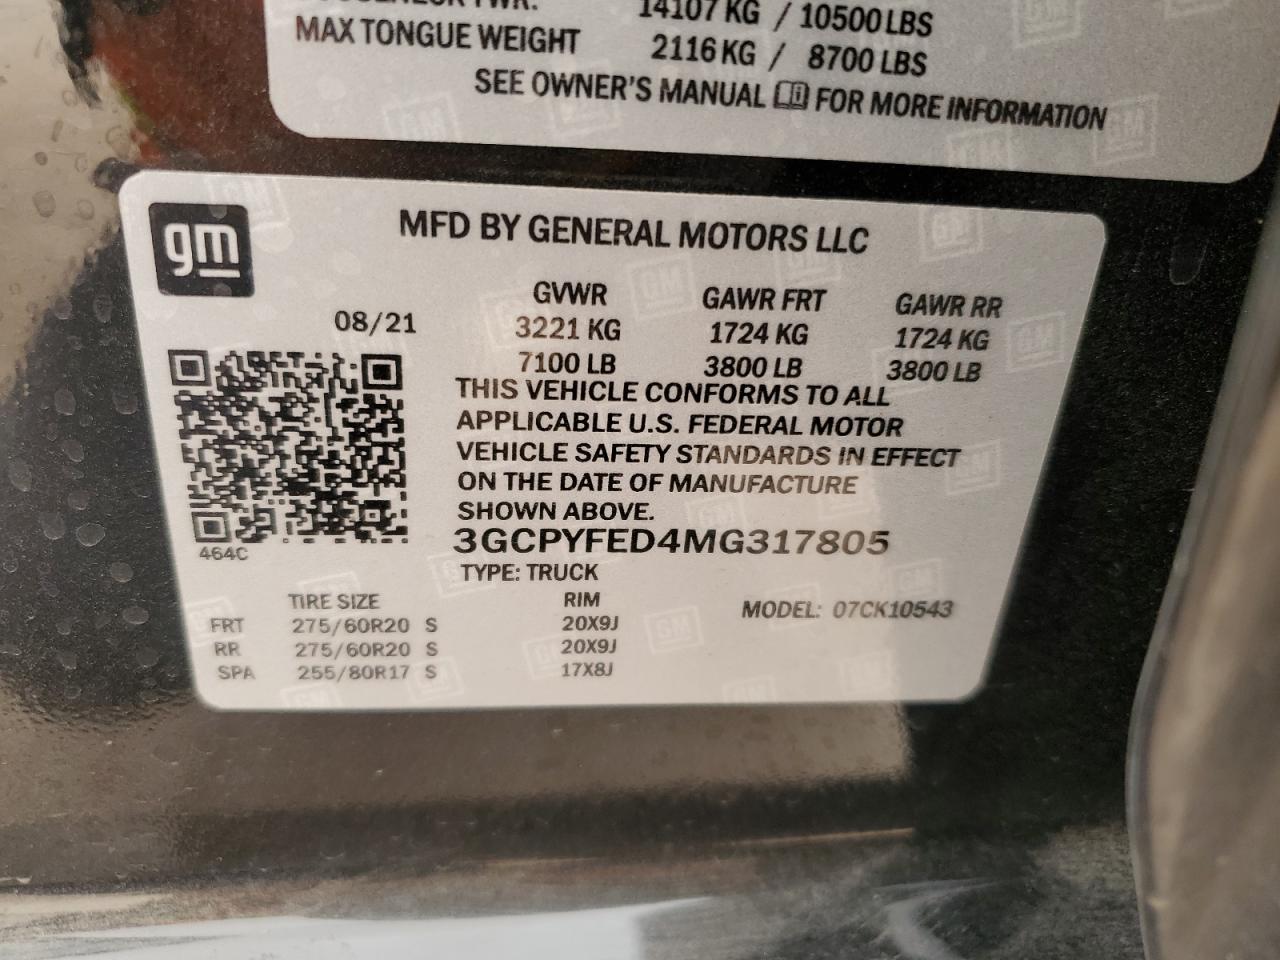 14107 KG / 10500 LBS
MAX TONGUE WEIGHT 2116 KG / 8700 LBS
SEE OWNER'S MANUAL FOR MORE INFORMATION
gm
MFD BY GENERAL MOTORS LLC
GVWR GAWR FRT GAWR RR
08/21 3221 KG 1724 KG 1724 KG
7100 LB 3800 LB 3800 LB
THIS VEHICLE CONFORMS TO ALL
APPLICABLE U.S. FEDERAL MOTOR
VEHICLE SAFETY STANDARDS IN EFFECT
ON THE DATE OF MANUFACTURE
SHOWN ABOVE.
464C
3GCPYFED4MG317805
TYPE: TRUCK
TIRE SIZE RIM MODEL: 07CK10543
FRT 275/60R20 S 20X9J
RR 275/60R20 S 20X9J
SPA 255/80R17 S 17X8J